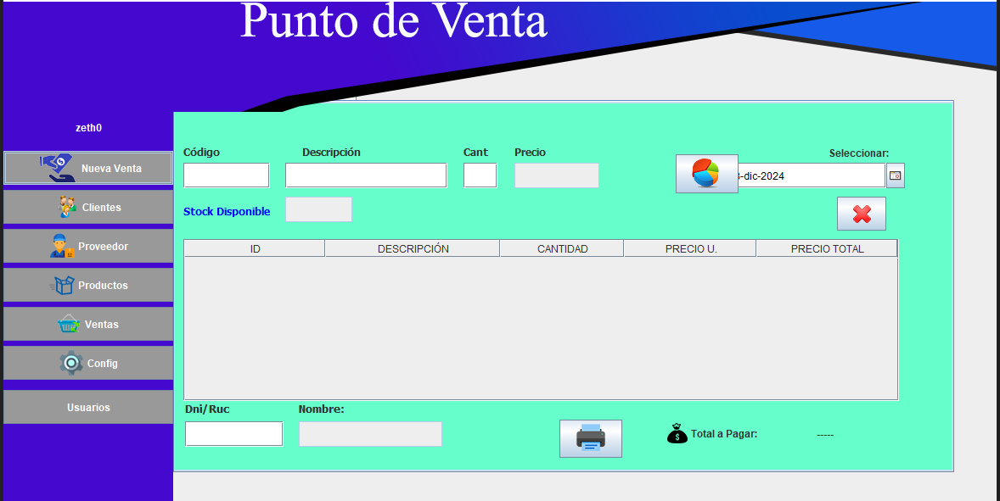 Punto de Venta
zeth0
Nueva Venta
Clientes
Proveedor
Productos
Ventas
Config
Usuarios
Código Descripción Cant Precio Seleccionar:
-dic-2024
Stock Disponible
ID DESCRIPCIÓN CANTIDAD PRECIO U. PRECIO TOTAL
Dni/Ruc Nombre:
$ Total a Pagar: -----